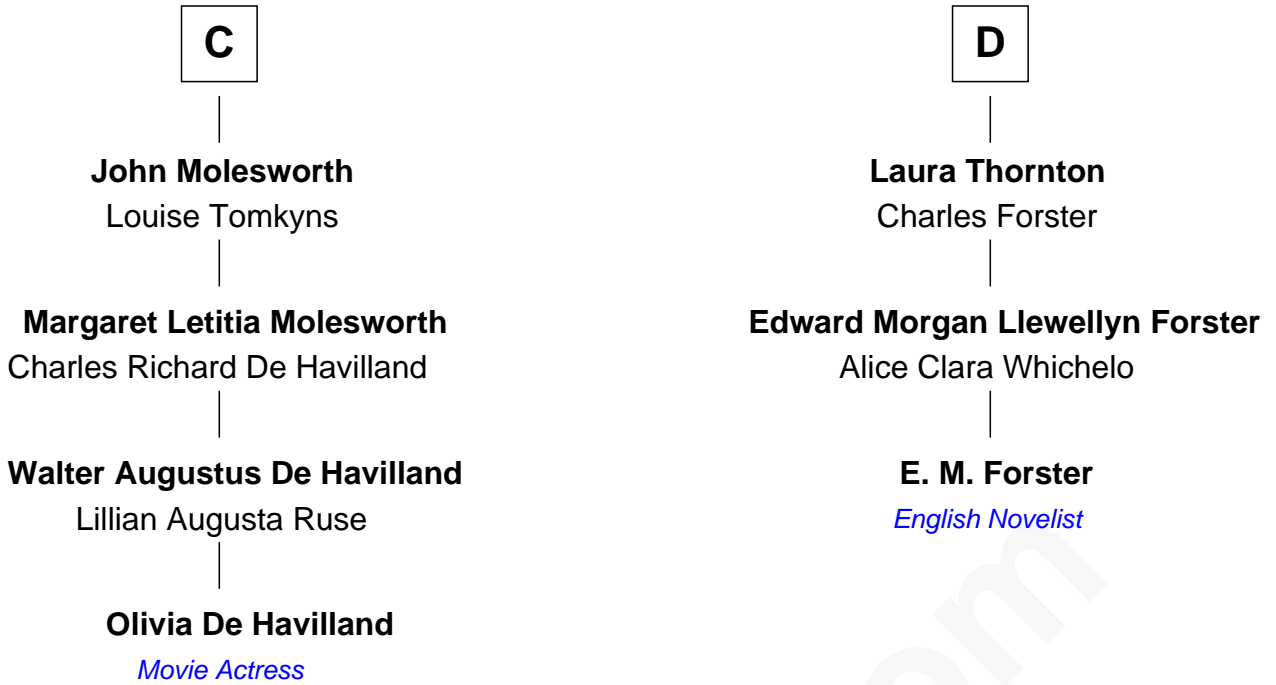 C
John Molesworth
Louise Tomkyns
Margaret Letitia Molesworth
Charles Richard De Havilland
Walter Augustus De Havilland
Lillian Augusta Ruse
Olivia De Havilland
Movie Actress
D
Laura Thornton
Charles Forster
Edward Morgan Llewellyn Forster
Alice Clara Whichelo
E. M. Forster
English Novelist
om